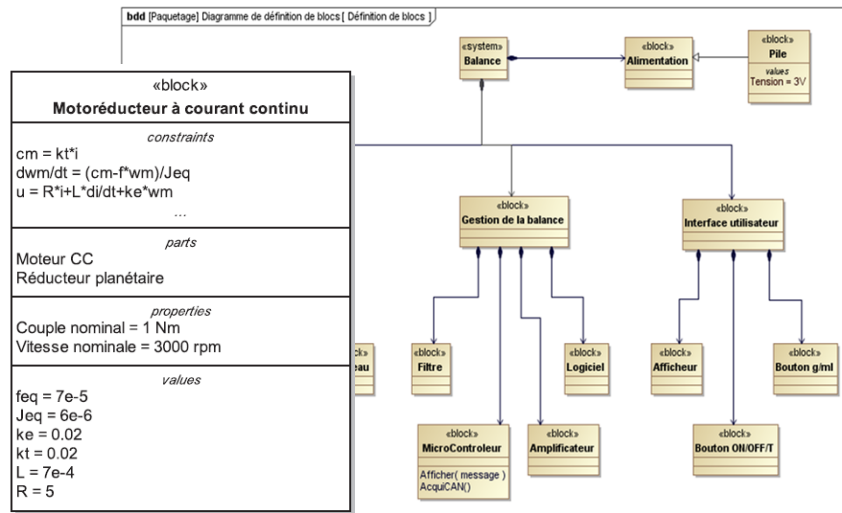 bdd [Paquetage] Diagramme de définition de blocs [ Définition de blocs ]
«system»
Balance
«block»
Alimentation
«block»
Pile
values
Tension = 3V
«block»
Motoréducteur à courant continu
constraints
cm = kt*i
dwm/dt = (cm-f*wm)/Jeq
u = R*i+L*di/dt+ke*wm
...
parts
Moteur CC
Réducteur planétaire
properties
Couple nominal = 1 Nm
Vitesse nominale = 3000 rpm
values
feq = 7e-5
Jeq = 6e-6
ke = 0.02
kt = 0.02
L = 7e-4
R = 5
«block»
Gestion de la balance
«block»
Interface utilisateur
ck»
eau
«block»
Filtre
«block»
Logiciel
«block»
Afficheur
«block»
Bouton g/ml
«block»
MicroControleur
Afficher( message )
AcquiCAN()
«block»
Amplificateur
«block»
Bouton ON/OFF/T